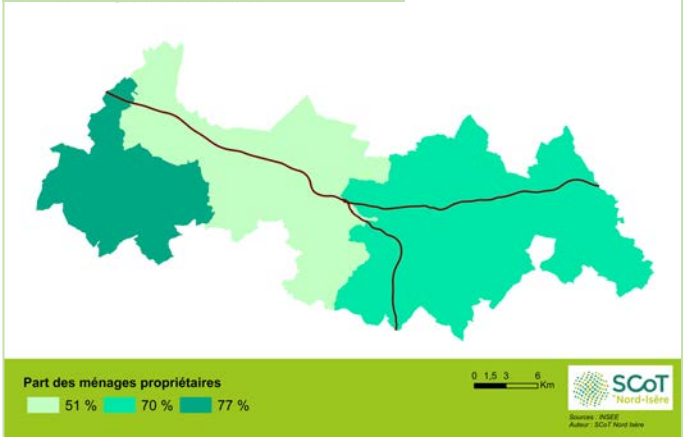 Part des ménages propriétaires
51 % 70 % 77 %
0 1,5 3 6
Km
SCoT
Nord-Isère
Sources : INSEE
Auteur : SCoT Nord Isère